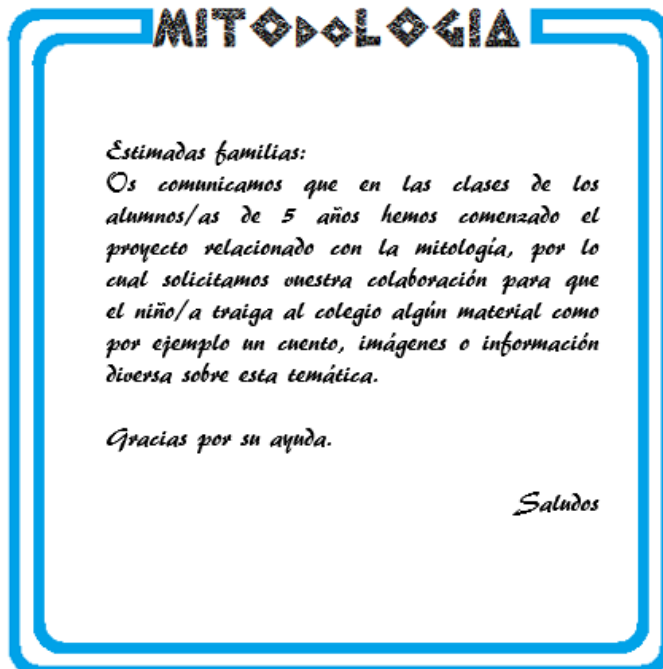 MITODOLOGIA
Estimadas familias:
Os comunicamos que en las clases de los
alumnos/as de 5 años hemos comenzado el
proyecto relacionado con la mitología, por lo
cual solicitamos vuestra colaboración para que
el niño/a traiga al colegio algún material como
por ejemplo un cuento, imágenes o información
diversa sobre esta temática.
Gracias por su ayuda.
Saludos